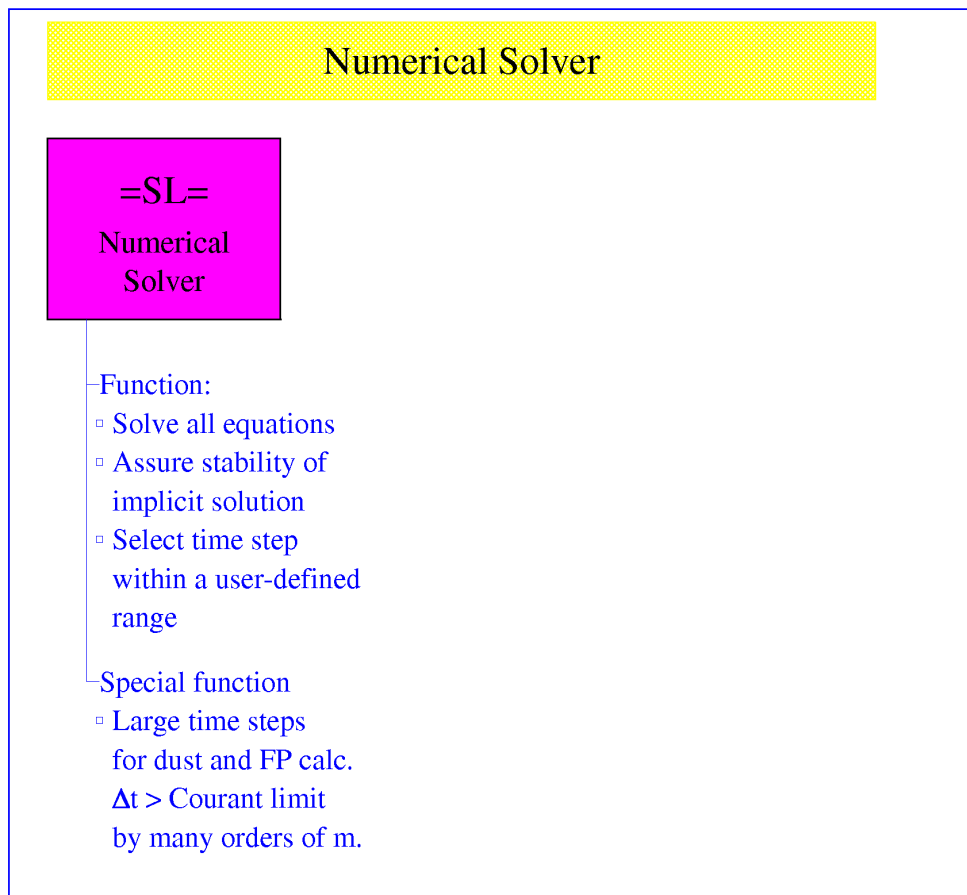 Numerical Solver
=SL=
Numerical
Solver
Function:
Solve all equations
Assure stability of
implicit solution
Select time step
within a user-defined
range
Special function
Large time steps
for dust and FP calc.
Δt > Courant limit
by many orders of m.